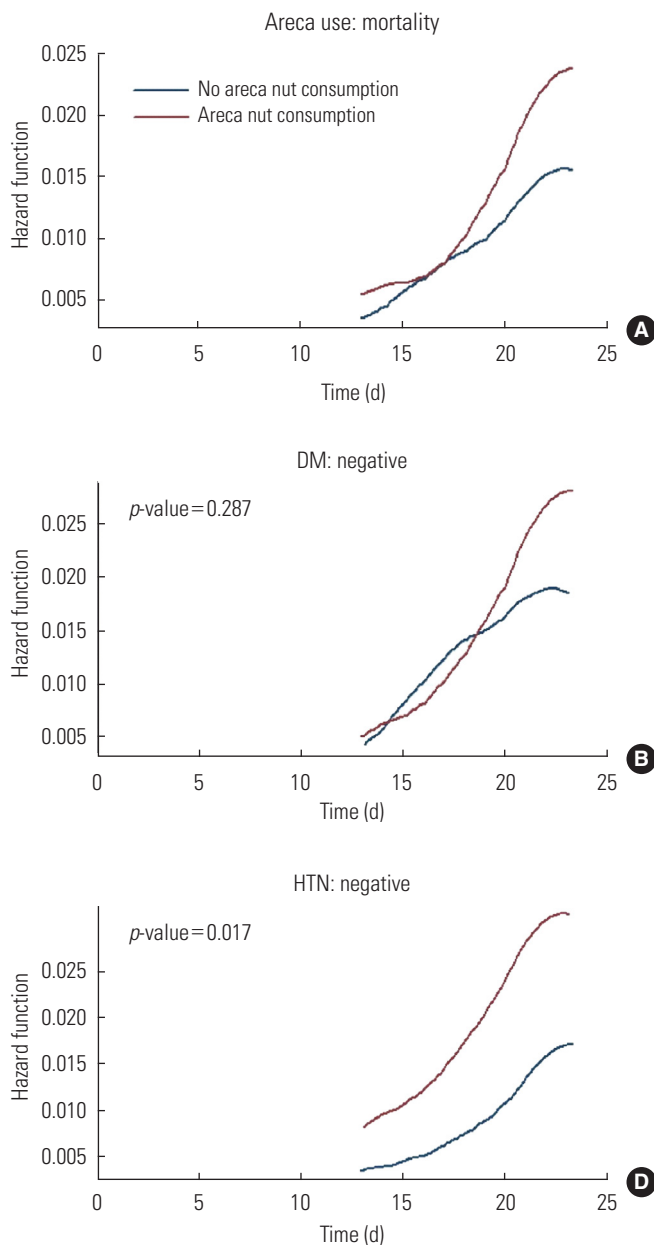 Areca use: mortality
Hazard function
0.025
0.020
0.015
0.010
0.005
No areca nut consumption
Areca nut consumption
0 5 10 15 20 25
Time (d)
A
DM: negative
p-value=0.287
Hazard function
0.025
0.020
0.015
0.010
0.005
0 5 10 15 20 25
Time (d)
B
HTN: negative
p-value=0.017
Hazard function
0.025
0.020
0.015
0.010
0.005
0 5 10 15 20 25
Time (d)
D